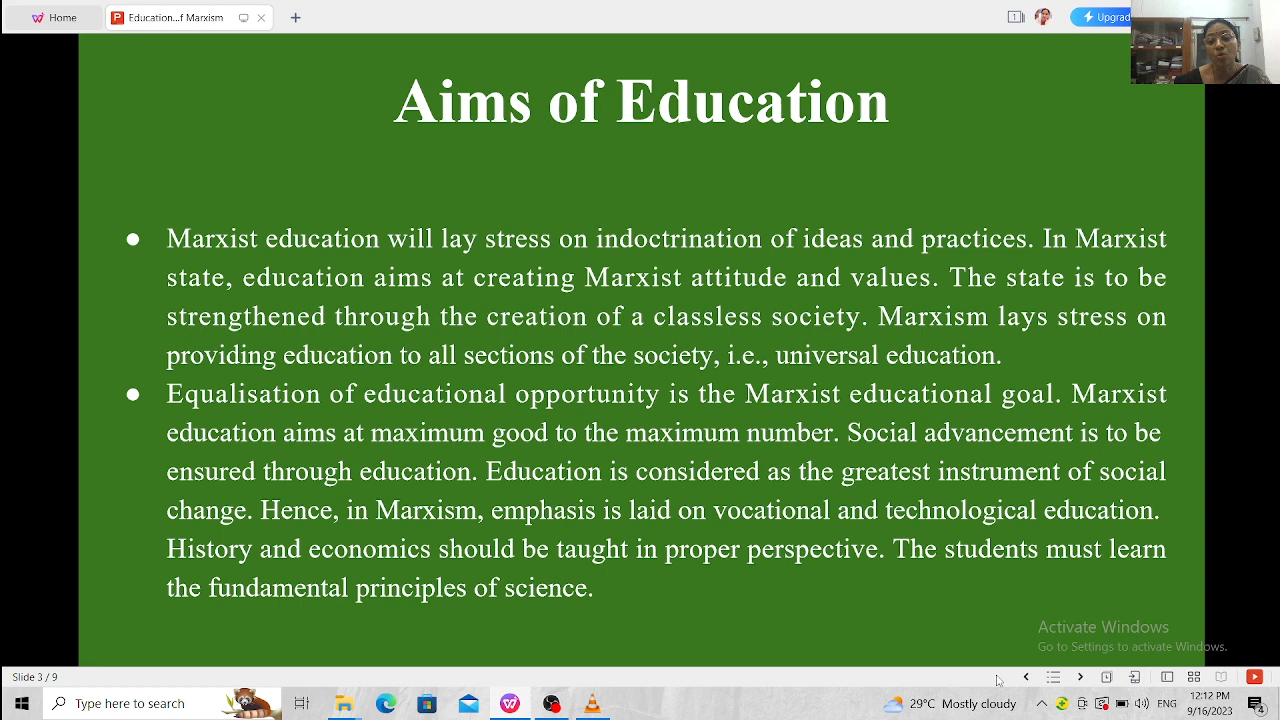 Home
Education...f Marxism
1
Upgrad
Aims of Education
● Marxist education will lay stress on indoctrination of ideas and practices. In Marxist
state, education aims at creating Marxist attitude and values. The state is to be
strengthened through the creation of a classless society. Marxism lays stress on
providing education to all sections of the society, i.e., universal education.
● Equalisation of educational opportunity is the Marxist educational goal. Marxist
education aims at maximum good to the maximum number. Social advancement is to be
ensured through education. Education is considered as the greatest instrument of social
change. Hence, in Marxism, emphasis is laid on vocational and technological education.
History and economics should be taught in proper perspective. The students must learn
the fundamental principles of science.
Activate Windows
Go to Settings to activate Windows.
Slide 3 / 9
Type here to search
29°C Mostly cloudy
ENG
12:12 PM
9/16/2023
4